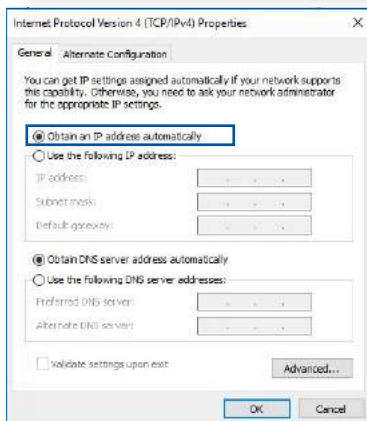 Internet Protocol Version 4 (TCP/IPv4) Properties
General
Alternate Configuration
You can get IP settings assigned automatically if your network supports
this capability. Otherwise, you need to ask your network administrator
for the appropriate IP settings.
Obtain an IP address automatically
Use the following IP address:
IP address:
Subnet mask:
Default gateway:
Obtain DNS server address automatically
Use the following DNS server addresses:
Preferred DNS server:
Alternate DNS server:
Validate settings upon exit
Advanced...
OK
Cancel